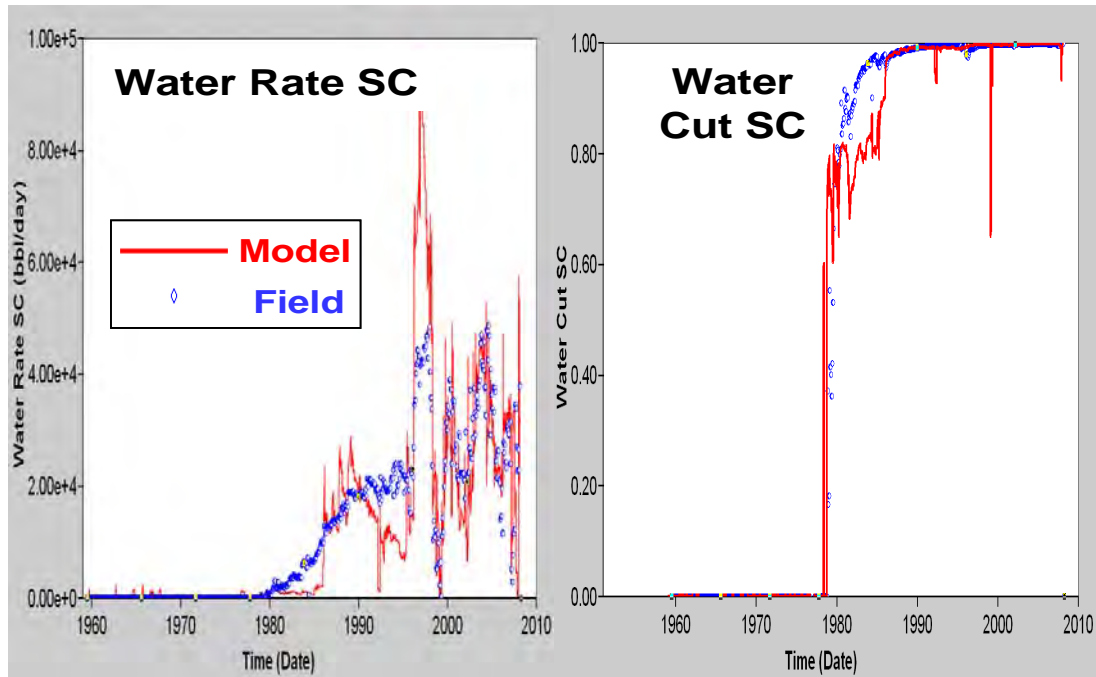 Water Rate SC
Water Rate SC (bbl/day)
1.00e+5
8.00e+4
6.00e+4
4.00e+4
2.00e+4
0.00e+0
Model
Field
1960 1970 1980 1990 2000 2010
Time (Date)
Water
Cut SC
Water Cut SC
1.00
0.80
0.60
0.40
0.20
0.00
1960 1970 1980 1990 2000 2010
Time (Date)